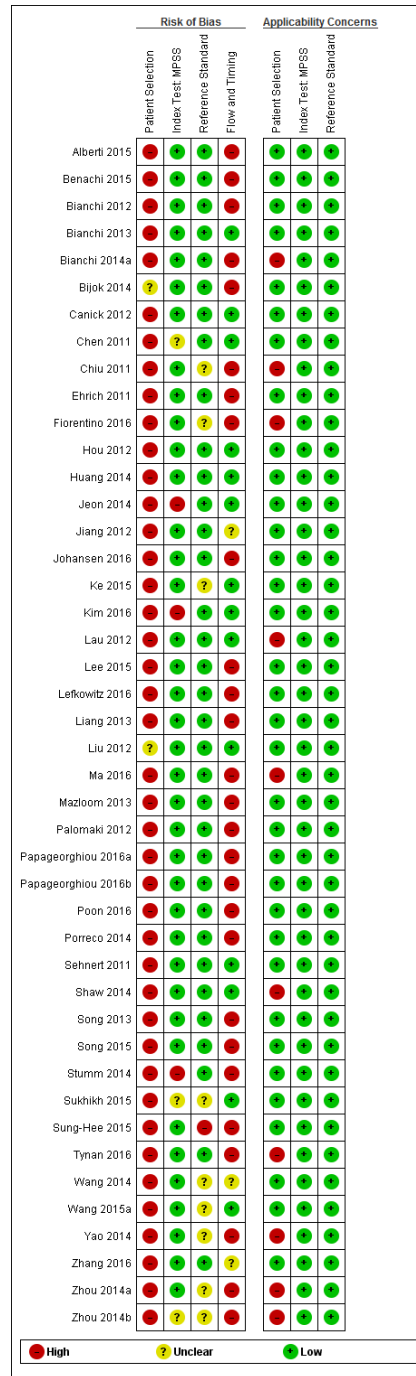 Risk of Bias
Applicability Concerns
Patient Selection
Index Test: MPSS
Reference Standard
Flow and Timing
Patient Selection
Index Test: MPSS
Reference Standard
Alberti 2015 - + + - + + +
Benachi 2015 - + + - + + +
Bianchi 2012 - + + - + + +
Bianchi 2013 - + + + + + +
Bianchi 2014a - + + - - + +
Bijok 2014 ? + + - + + +
Canick 2012 - + + + + + +
Chen 2011 - ? + + + + +
Chiu 2011 - + ? - - + +
Ehrich 2011 - + + - + + +
Fiorentino 2016 - + ? - - + +
Hou 2012 - + + + + + +
Huang 2014 - + + + + + +
Jeon 2014 - - + + + + +
Jiang 2012 - + + ? + + +
Johansen 2016 - + + - + + +
Ke 2015 - + ? + + + +
Kim 2016 - - + + + + +
Lau 2012 - + + + - + +
Lee 2015 - + + - + + +
Lefkowitz 2016 - + + - + + +
Liang 2013 - + + - + + +
Liu 2012 ? + + + + + +
Ma 2016 - + + - - + +
Mazloom 2013 - + + - + + +
Palomaki 2012 - + + - + + +
Papageorghiou 2016a - + + - + + +
Papageorghiou 2016b - + + - + + +
Poon 2016 - + + - + + +
Porreco 2014 - + + - + + +
Sehnert 2011 - + + + + + +
Shaw 2014 - + + + - + +
Song 2013 - + + - + + +
Song 2015 - + + - + + +
Stumm 2014 - - + - + + +
Sukhikh 2015 - ? ? + + + +
Sung-Hee 2015 - + - - + + +
Tynan 2016 - + + - - + +
Wang 2014 - + ? ? + + +
Wang 2015a - + ? + + + +
Yao 2014 - + ? - - + +
Zhang 2016 - + + ? + + +
Zhou 2014a - + ? - - + +
Zhou 2014b - ? ? - - + +
- High ? Unclear + Low